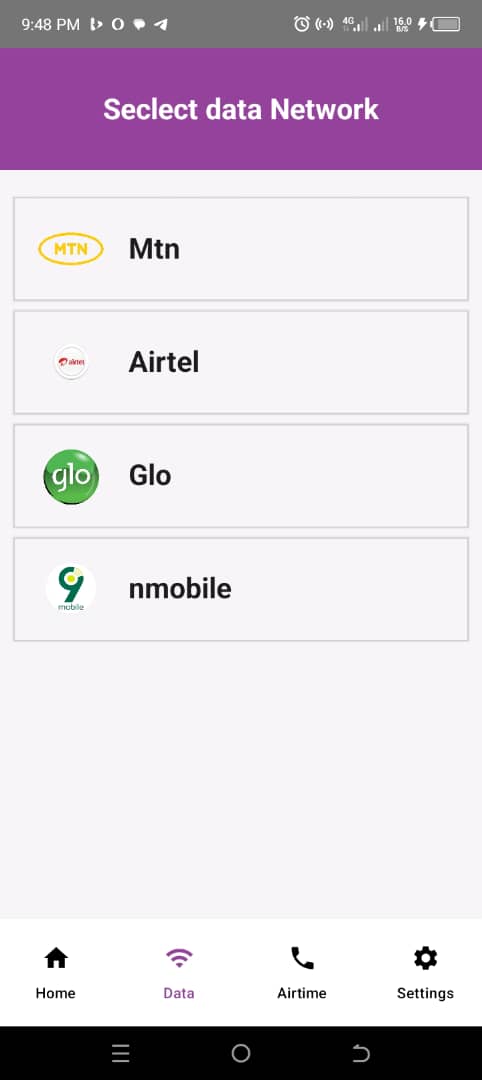 9:48 PM
4G
16.0
B/S
Seclect data Network
MTN
Mtn
airtel
Airtel
glo
Glo
9
mobile
nmobile
Home
Data
Airtime
Settings